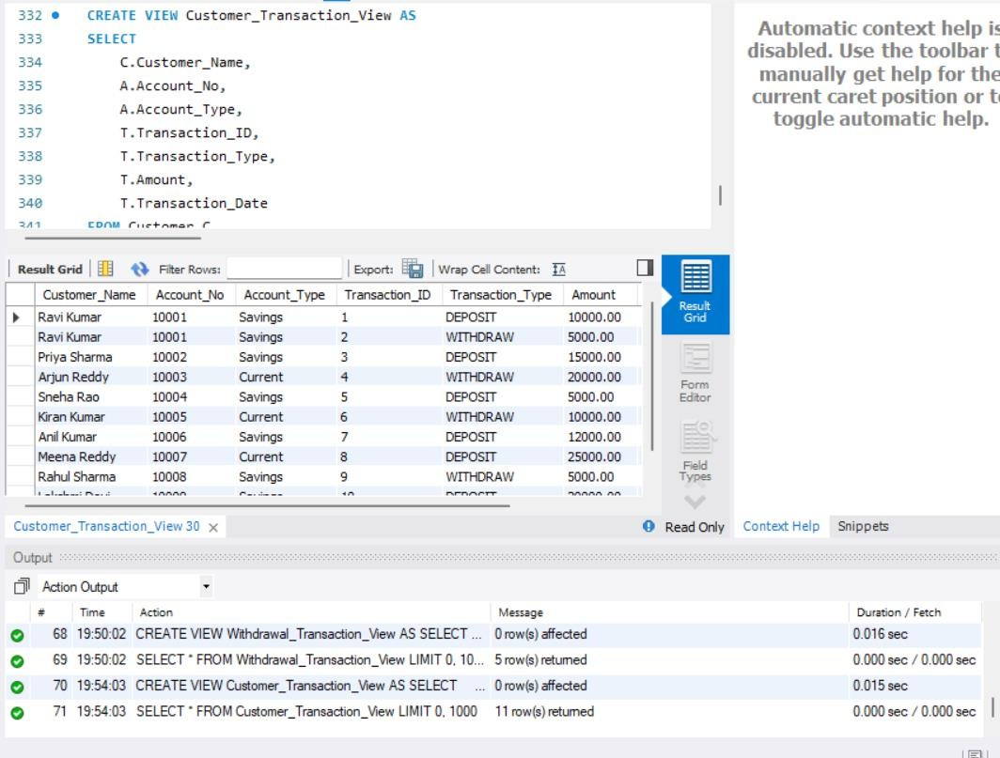 332 CREATE VIEW Customer_Transaction_View AS
333 SELECT
334 C.Customer_Name,
335 A.Account_No,
336 A.Account_Type,
337 T.Transaction_ID,
338 T.Transaction_Type,
339 T.Amount,
340 T.Transaction_Date
341 FROM Customer C
Automatic context help is
disabled. Use the toolbar t
manually get help for the
current caret position or to
toggle automatic help.
Result Grid Filter Rows: Export: Wrap Cell Content:
Customer_Name Account_No Account_Type Transaction_ID Transaction_Type Amount
Ravi Kumar 10001 Savings 1 DEPOSIT 10000.00
Ravi Kumar 10001 Savings 2 WITHDRAW 5000.00
Priya Sharma 10002 Savings 3 DEPOSIT 15000.00
Arjun Reddy 10003 Current 4 WITHDRAW 20000.00
Sneha Rao 10004 Savings 5 DEPOSIT 5000.00
Kiran Kumar 10005 Current 6 WITHDRAW 10000.00
Anil Kumar 10006 Savings 7 DEPOSIT 12000.00
Meena Reddy 10007 Current 8 DEPOSIT 25000.00
Rahul Sharma 10008 Savings 9 WITHDRAW 5000.00
Result
Grid
Form
Editor
Field
Types
Customer_Transaction_View 30 Read Only Context Help Snippets
Output
Action Output
# Time Action Message Duration / Fetch
68 19:50:02 CREATE VIEW Withdrawal_Transaction_View AS SELECT ... 0 row(s) affected 0.016 sec
69 19:50:02 SELECT * FROM Withdrawal_Transaction_View LIMIT 0, 10... 5 row(s) returned 0.000 sec / 0.000 sec
70 19:54:03 CREATE VIEW Customer_Transaction_View AS SELECT ... 0 row(s) affected 0.015 sec
71 19:54:03 SELECT * FROM Customer_Transaction_View LIMIT 0, 1000 11 row(s) returned 0.000 sec / 0.000 sec